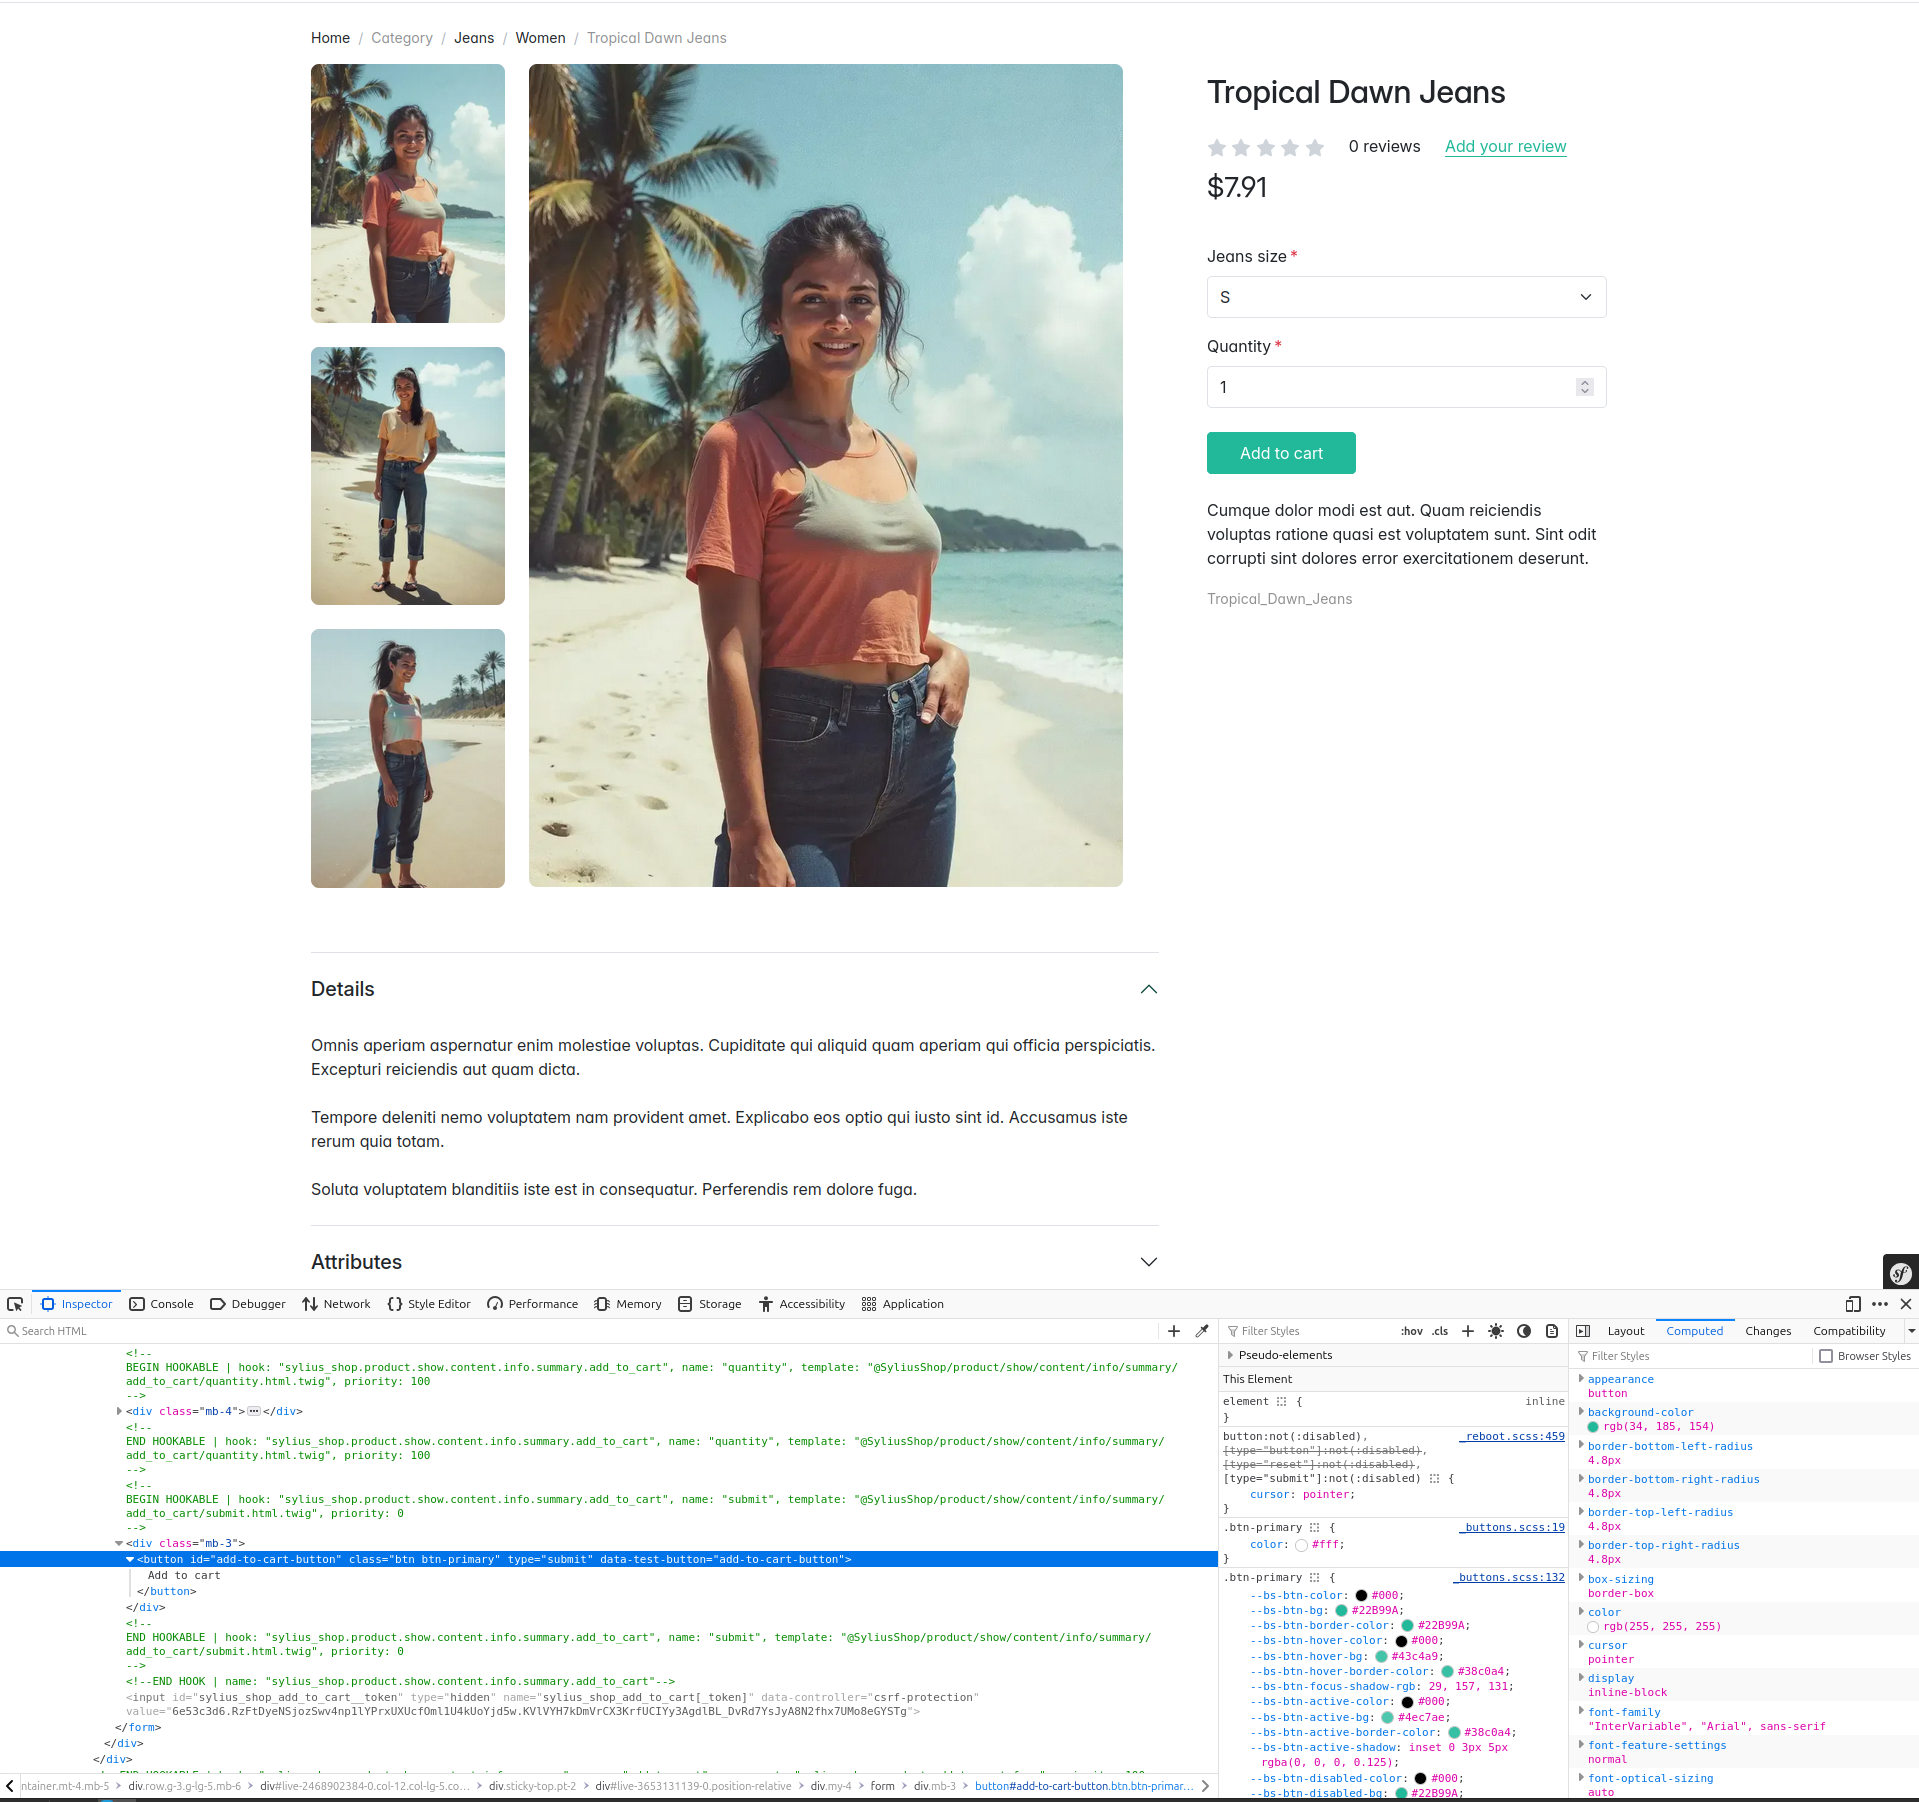 Home / Category / Jeans / Women / Tropical Dawn Jeans
Tropical Dawn Jeans
0 reviews Add your review
$7.91
Jeans size *
S
Quantity *
1
Add to cart
Cumque dolor modi est aut. Quam reiciendis
voluptas ratione quasi est voluptatem sunt. Sint odit
corrupti sint dolores error exercitationem deserunt.
Tropical_Dawn_Jeans
Details
Omnis aperiam aspernatur enim molestiae voluptas. Cupiditate qui aliquid quam aperiam qui officia perspiciatis.
Excepturi reiciendis aut quam dicta.
Tempore deleniti nemo voluptatem nam provident amet. Explicabo eos optio qui iusto sint id. Accusamus iste
rerum quia totam.
Soluta voluptatem blanditiis iste est in consequatur. Perferendis rem dolore fuga.
Attributes
sf
Inspector Console Debugger Network Style Editor Performance Memory Storage Accessibility Application
Search HTML
<!--
BEGIN HOOKABLE | hook: "sylius_shop.product.show.content.info.summary.add_to_cart", name: "quantity", template: "@SyliusShop/product/show/content/info/summary/
add_to_cart/quantity.html.twig", priority: 100
-->
<div class="mb-4"> ••• </div>
<!--
END HOOKABLE | hook: "sylius_shop.product.show.content.info.summary.add_to_cart", name: "quantity", template: "@SyliusShop/product/show/content/info/summary/
add_to_cart/quantity.html.twig", priority: 100
-->
<!--
BEGIN HOOKABLE | hook: "sylius_shop.product.show.content.info.summary.add_to_cart", name: "submit", template: "@SyliusShop/product/show/content/info/summary/
add_to_cart/submit.html.twig", priority: 0
-->
<div class="mb-3">
<button id="add-to-cart-button" class="btn btn-primary" type="submit" data-test-button="add-to-cart-button">
Add to cart
</button>
</div>
<!--
END HOOKABLE | hook: "sylius_shop.product.show.content.info.summary.add_to_cart", name: "submit", template: "@SyliusShop/product/show/content/info/summary/
add_to_cart/submit.html.twig", priority: 0
-->
<!--END HOOK | name: "sylius_shop.product.show.content.info.summary.add_to_cart"-->
<input id="sylius_shop_add_to_cart__token" type="hidden" name="sylius_shop_add_to_cart[_token]" data-controller="csrf-protection"
value="6e53c3d6.RzFtDyeNSjozSwv4np1lYPrxUXUcfOml1U4kUoYjd5w.KVlVYH7kDmVrCX3KrfUCIYy3AgdlBL_DvRd7YsJyA8N2fhx7UMo8eGYSTg">
</form>
</div>
</div>
ntainer.mt-4.mb-5 > div.row.g-3.g-lg-5.mb-6 > div#live-2468902384-0.col-12.col-lg-5.co... > div.sticky-top.pt-2 > div#live-3653131139-0.position-relative > div.my-4 > form > div.mb-3 > button#add-to-cart-button.btn.btn-primar...
Filter Styles :hov .cls
Pseudo-elements
This Element
element { inline
}
button:not(:disabled), _reboot.scss:459
[type="button"]:not(:disabled),
[type="reset"]:not(:disabled),
[type="submit"]:not(:disabled) {
cursor: pointer;
}
.btn-primary { _buttons.scss:19
color: #fff;
}
.btn-primary { _buttons.scss:132
--bs-btn-color: #000;
--bs-btn-bg: #22B99A;
--bs-btn-border-color: #22B99A;
--bs-btn-hover-color: #000;
--bs-btn-hover-bg: #43c4a9;
--bs-btn-hover-border-color: #38c0a4;
--bs-btn-focus-shadow-rgb: 29, 157, 131;
--bs-btn-active-color: #000;
--bs-btn-active-bg: #4ec7ae;
--bs-btn-active-border-color: #38c0a4;
--bs-btn-active-shadow: inset 0 3px 5px
rgba(0, 0, 0, 0.125);
--bs-btn-disabled-color: #000;
--bs-btn-disabled-bg: #22B99A;
Layout Computed Changes Compatibility
Filter Styles Browser Styles
appearance
button
background-color
rgb(34, 185, 154)
border-bottom-left-radius
4.8px
border-bottom-right-radius
4.8px
border-top-left-radius
4.8px
border-top-right-radius
4.8px
box-sizing
border-box
color
rgb(255, 255, 255)
cursor
pointer
display
inline-block
font-family
"InterVariable", "Arial", sans-serif
font-feature-settings
normal
font-optical-sizing
auto